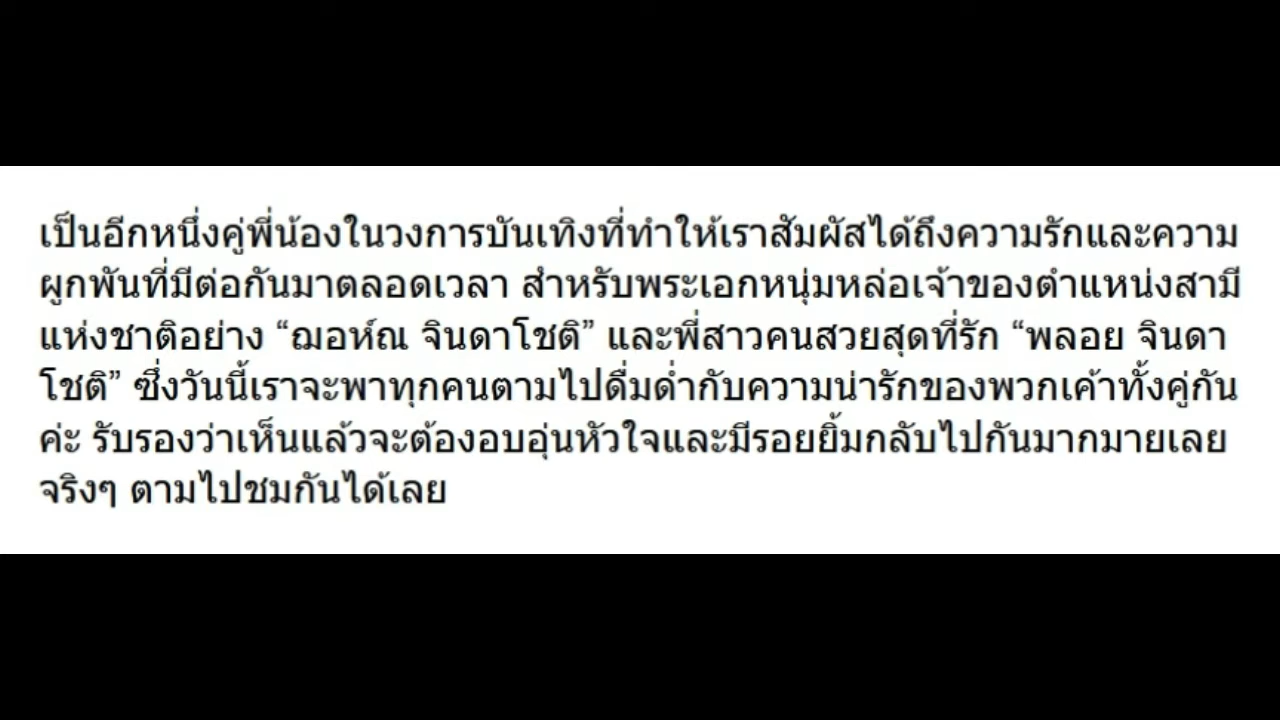 เป็นอีกหนึ่งคู่พี่น้องในวงการบันเทิงที่ทำให้เราสัมผัสได้ถึงความรักและความ
ผูกพันที่มีต่อกันมาตลอดเวลา สำหรับพระเอกหนุ่มหล่อเจ้าของตำแหน่งสามี
แห่งชาติอย่าง “ฌอห์ณ จินดาโชติ” และพี่สาวคนสวยสุดที่รัก “พลอย จินดา
โชติ” ซึ่งวันนี้เราจะพาทุกคนตามไปดื่มด่ำกับความน่ารักของพวกเค้าทั้งคู่กัน
ค่ะ รับรองว่าเห็นแล้วจะต้องอบอุ่นหัวใจและมีรอยยิ้มกลับไปกันมากมายเลย
จริงๆ ตามไปชมกันได้เลย